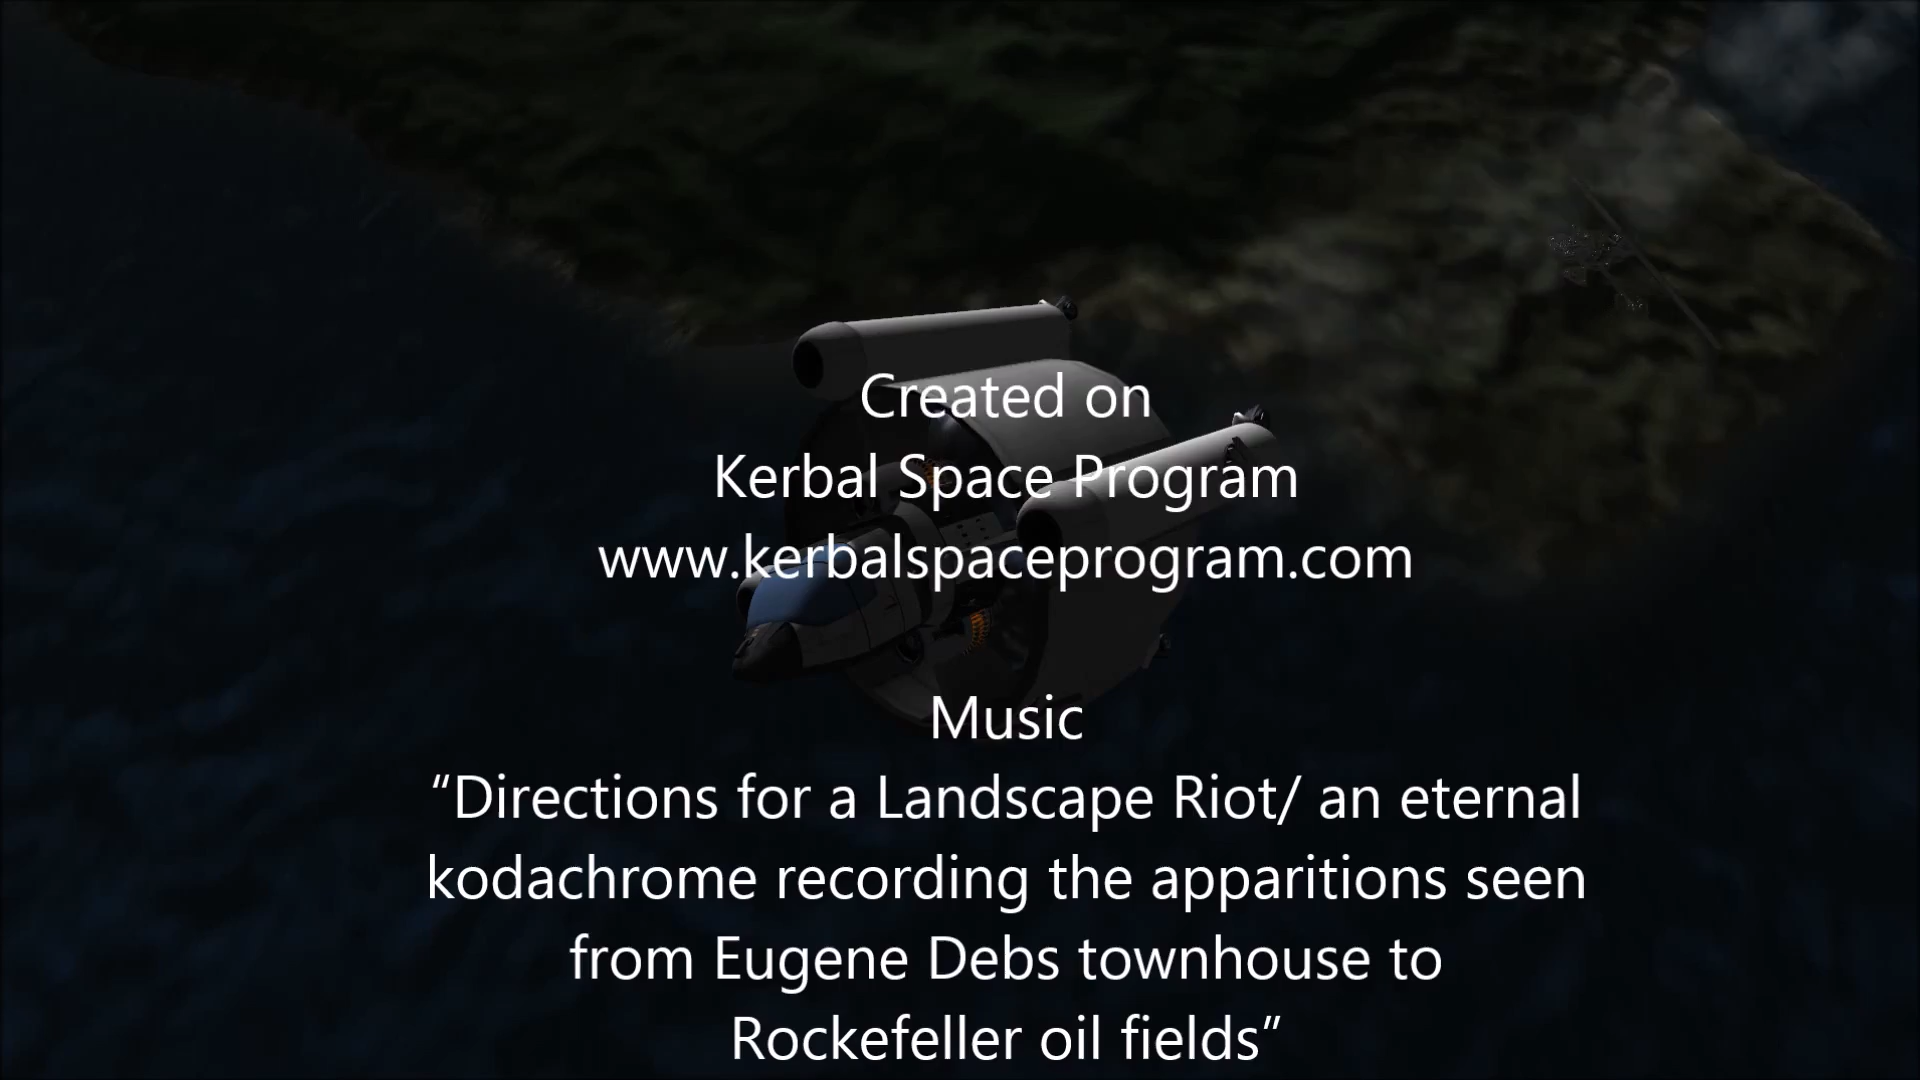 Created on
Kerbal Space Program
www.kerbalspaceprogram.com
Music
“Directions for a Landscape Riot/ an eternal
kodachrome recording the apparitions seen
from Eugene Debs townhouse to
Rockefeller oil fields”